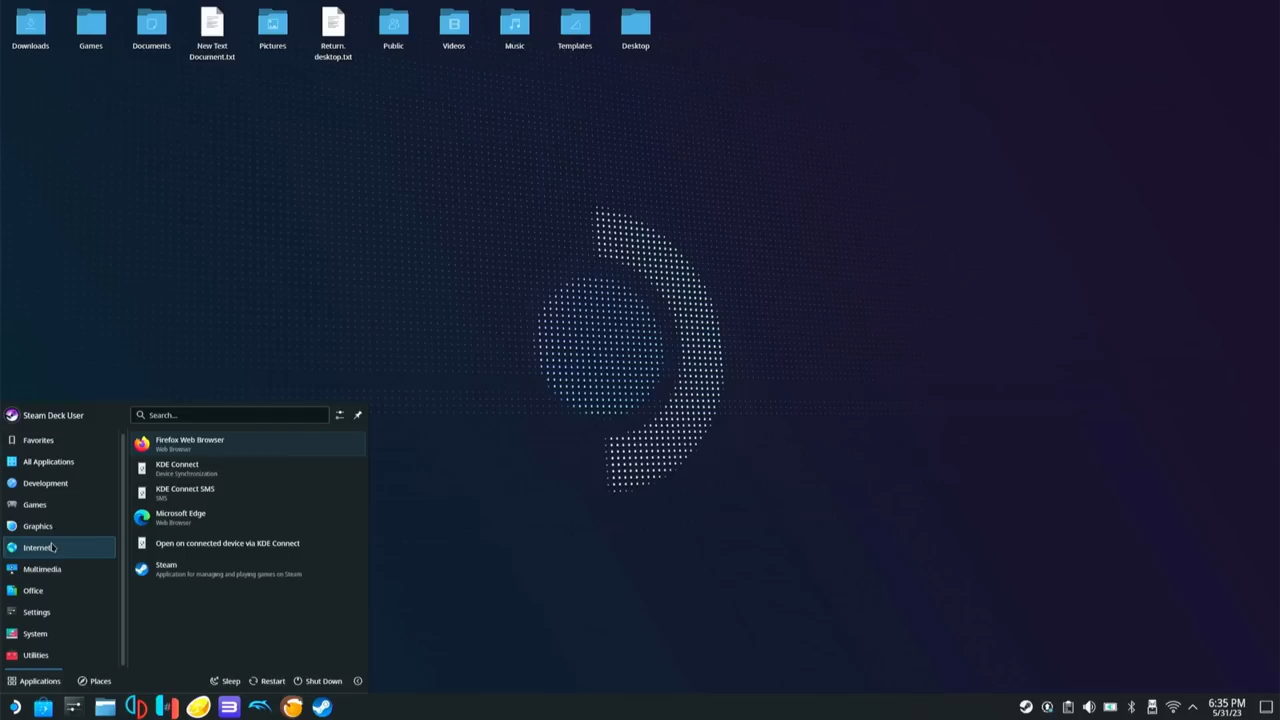 Downloads
Games
Documents
New Text
Document.txt
Pictures
Return.
desktop.txt
Public
Videos
Music
Templates
Desktop
Steam Deck User
Search...
Favorites
All Applications
Development
Games
Graphics
Internet
Multimedia
Office
Settings
System
Utilities
Firefox Web Browser
Web Browser
KDE Connect
Device Synchronization
KDE Connect SMS
SMS
Microsoft Edge
Web Browser
Open on connected device via KDE Connect
Steam
Application for managing and playing games on Steam
Applications
Places
Sleep
Restart
Shut Down
6:35 PM
5/31/23